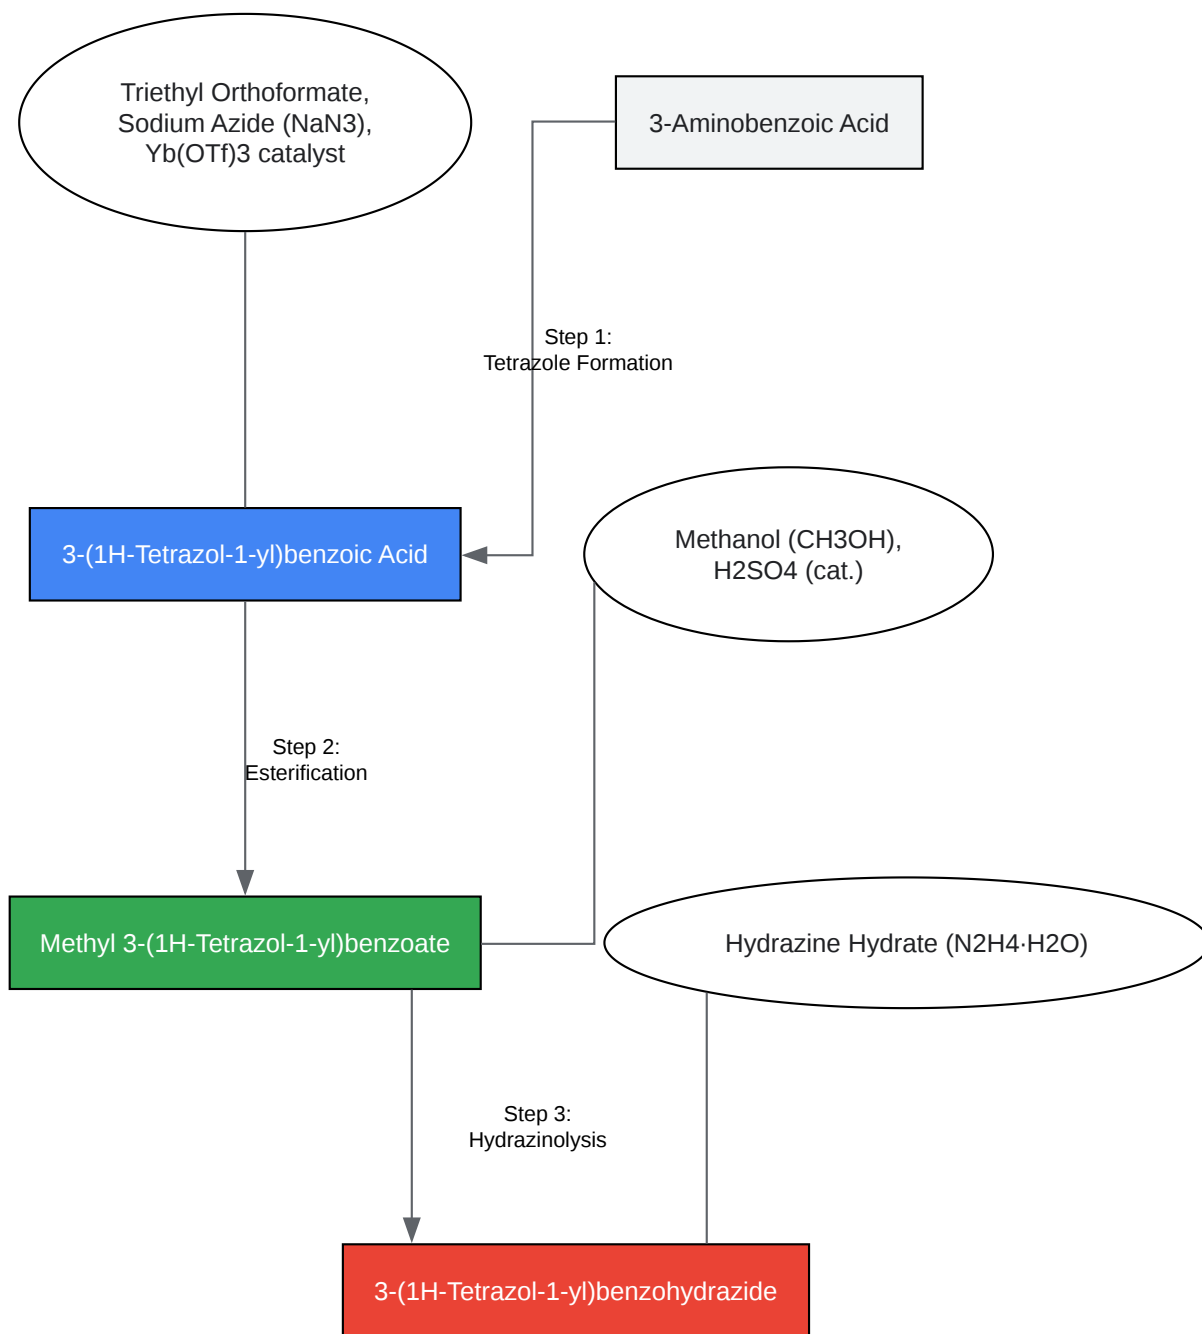 Triethyl Orthoformate,
Sodium Azide (NaN3),
Yb(OTf)3 catalyst
3-Aminobenzoic Acid
Step 1:
Tetrazole Formation
3-(1H-Tetrazol-1-yl)benzoic Acid
Methanol (CH3OH),
H2SO4 (cat.)
Step 2:
Esterification
Methyl 3-(1H-Tetrazol-1-yl)benzoate
Hydrazine Hydrate (N2H4·H2O)
Step 3:
Hydrazinolysis
3-(1H-Tetrazol-1-yl)benzohydrazide